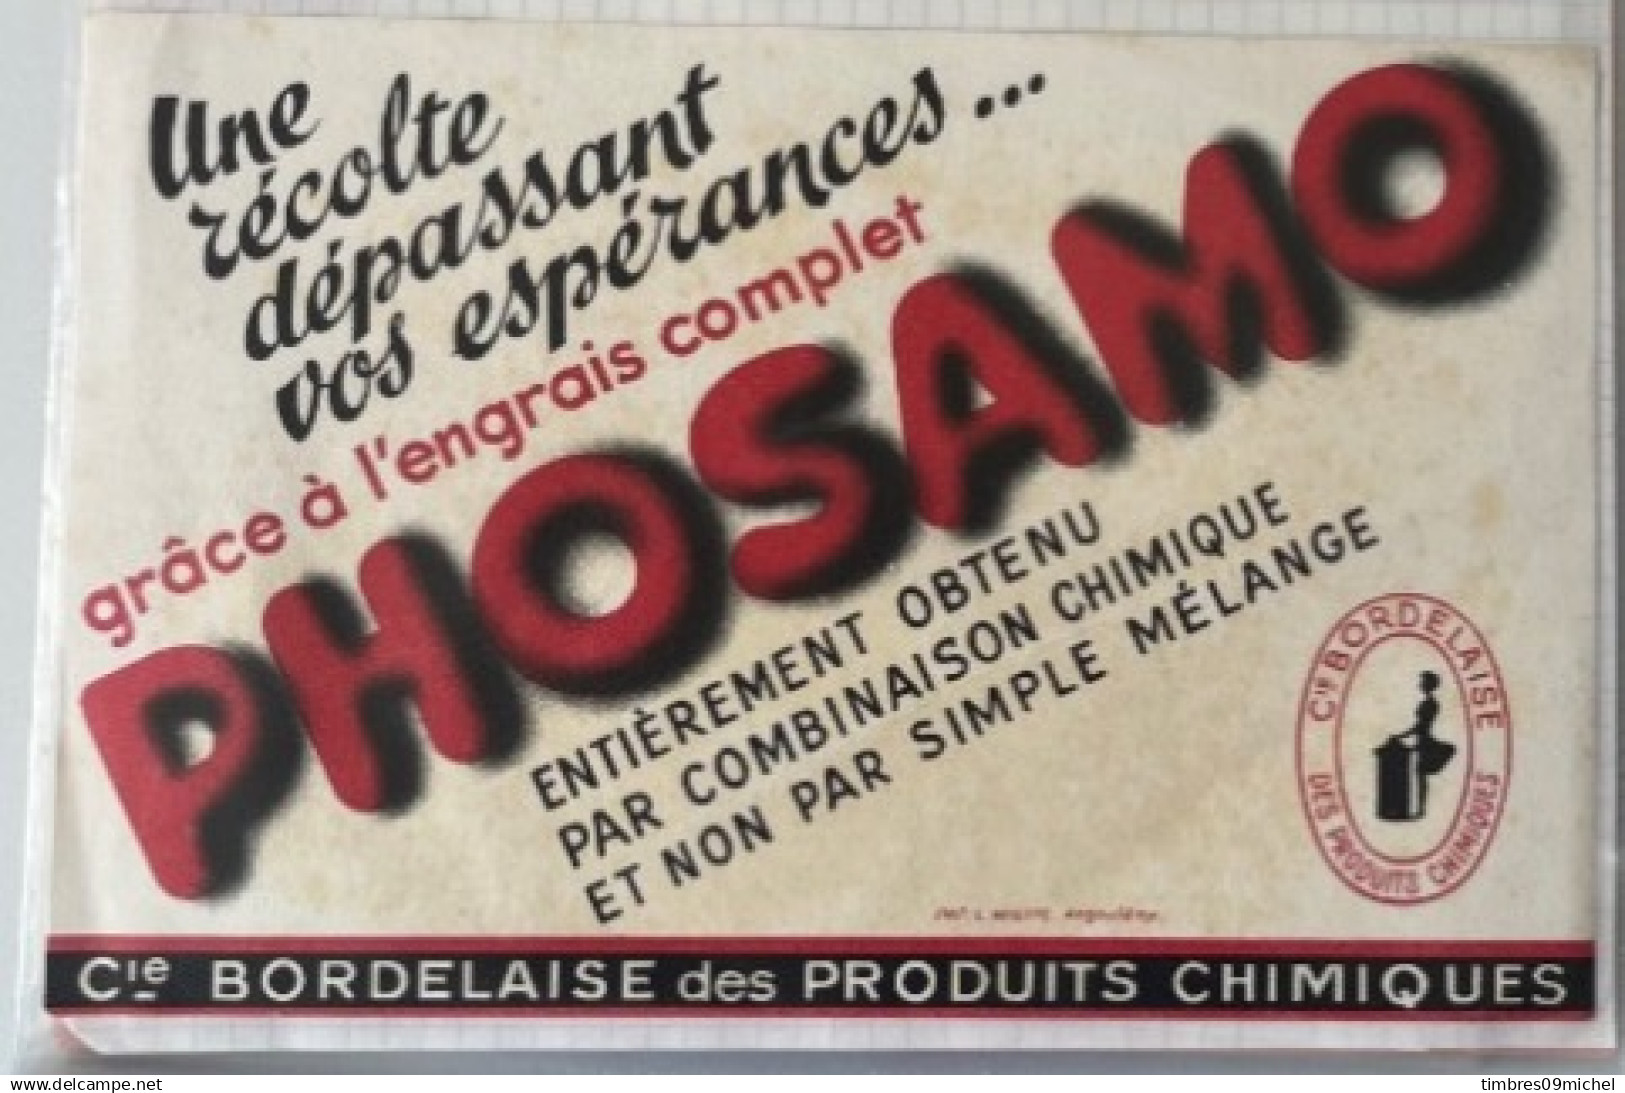 Une
récolte
dépassant
vos espérances...
grâce à l'engrais complet
PHOSAMO
ENTIÈREMENT OBTENU
PAR COMBINAISON CHIMIQUE
ET NON PAR SIMPLE MÉLANGE
Cie BORDELAISE
DES PRODUITS CHIMIQUES
Angoulême.
Cie BORDELAISE des PRODUITS CHIMIQUES
www.delcampe.net
timbres09michel